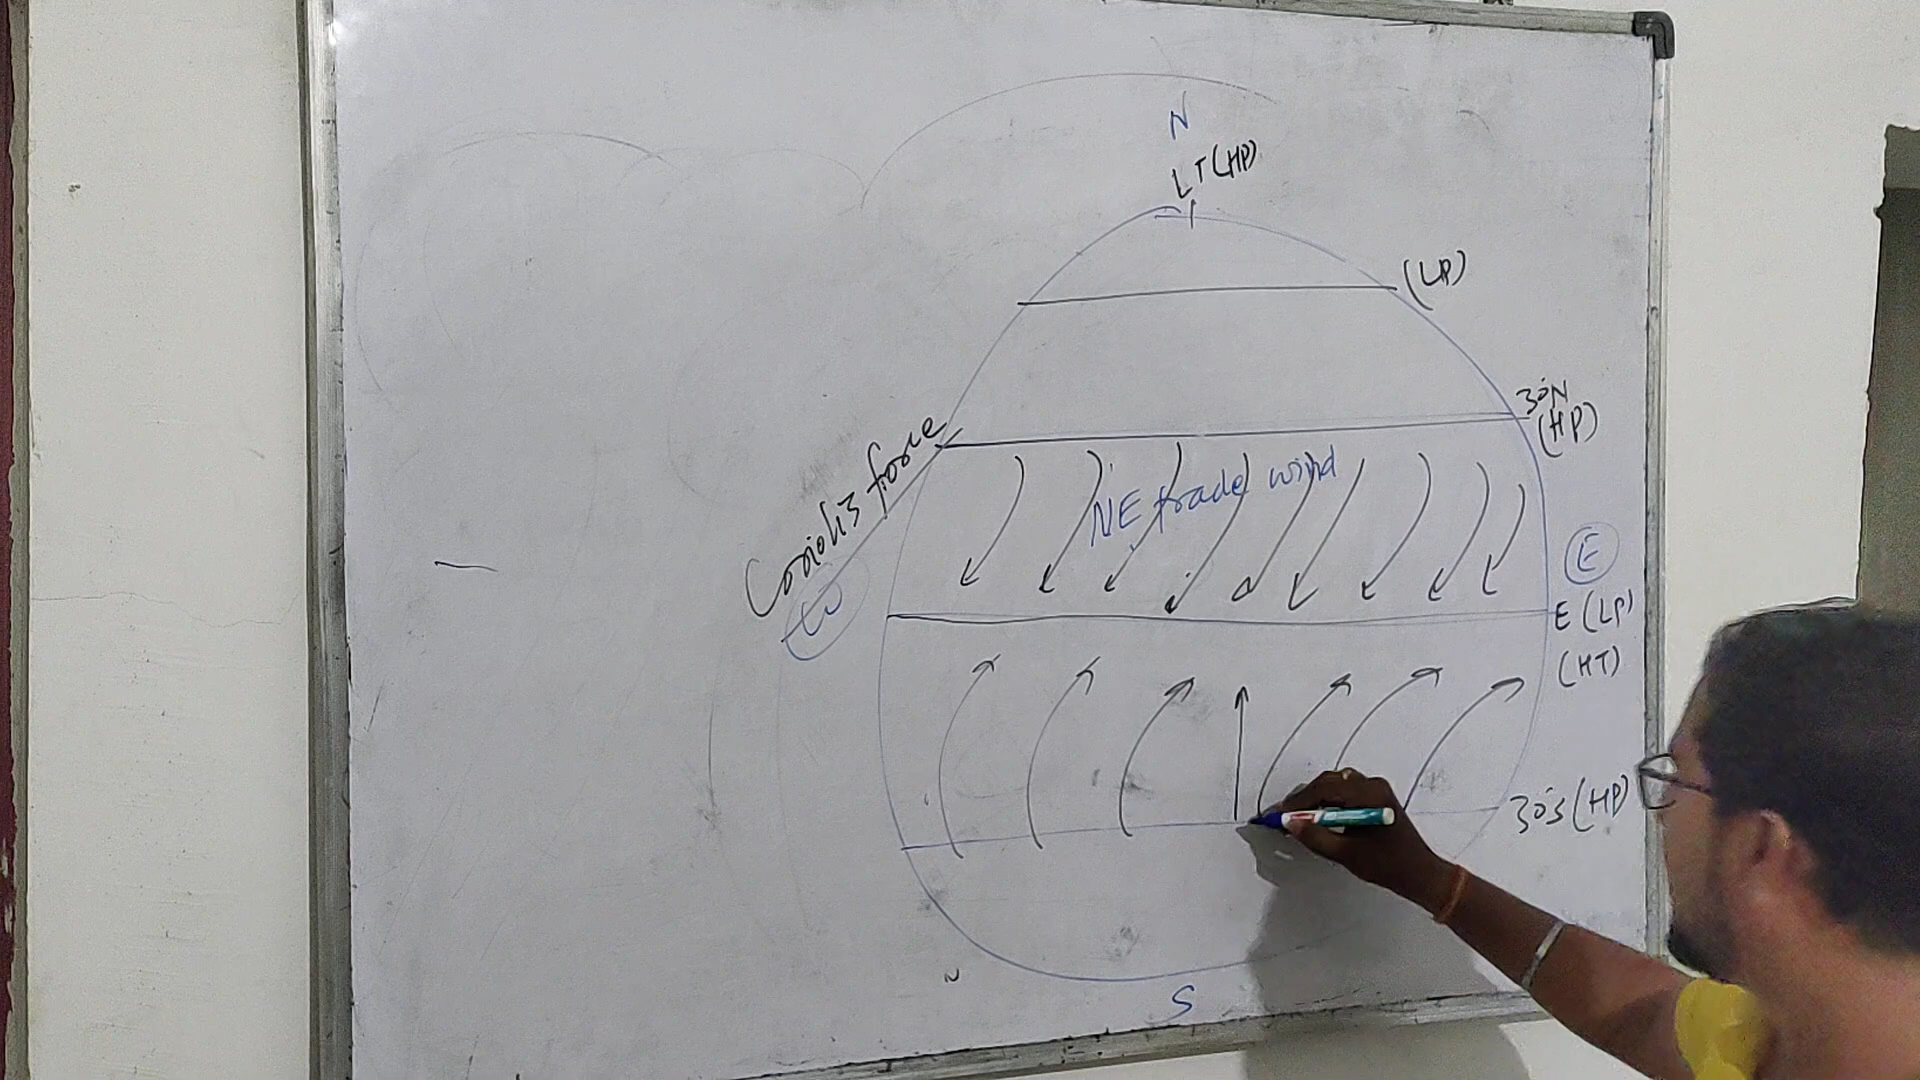 N
LT(HP)
(LP)
30°N
(HP)
Coriolis force
NE trade wind
E
W
E (LP)
(HT)
30°S (HP)
S